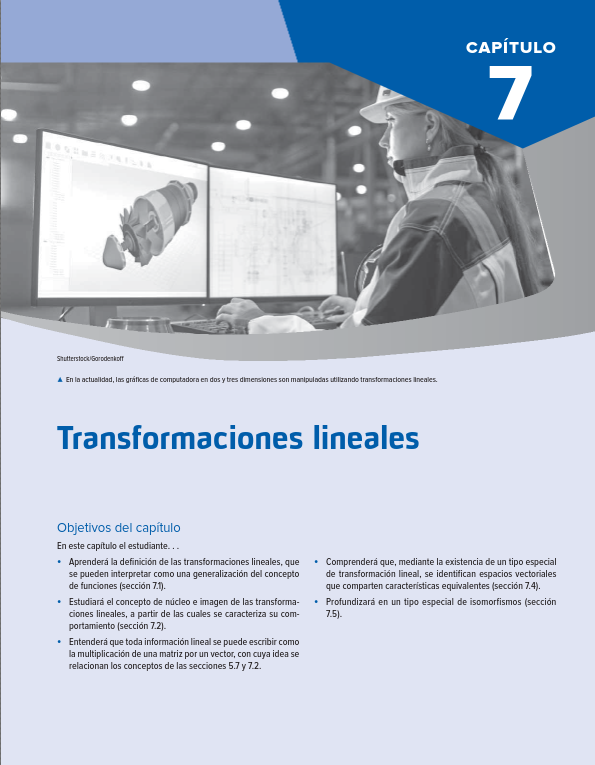 CAPÍTULO
7
Shutterstock/Gorodenkoff
▲ En la actualidad, las gráficas de computadora en dos y tres dimensiones son manipuladas utilizando transformaciones lineales.
Transformaciones lineales
Objetivos del capítulo
En este capítulo el estudiante. . .
• Aprenderá la definición de las transformaciones lineales, que
se pueden interpretar como una generalización del concepto
de funciones (sección 7.1).
• Estudiará el concepto de núcleo e imagen de las transforma-
ciones lineales, a partir de las cuales se caracteriza su com-
portamiento (sección 7.2).
• Entenderá que toda información lineal se puede escribir como
la multiplicación de una matriz por un vector, con cuya idea se
relacionan los conceptos de las secciones 5.7 y 7.2.
• Comprenderá que, mediante la existencia de un tipo especial
de transformación lineal, se identifican espacios vectoriales
que comparten características equivalentes (sección 7.4).
• Profundizará en un tipo especial de isomorfismos (sección
7.5).